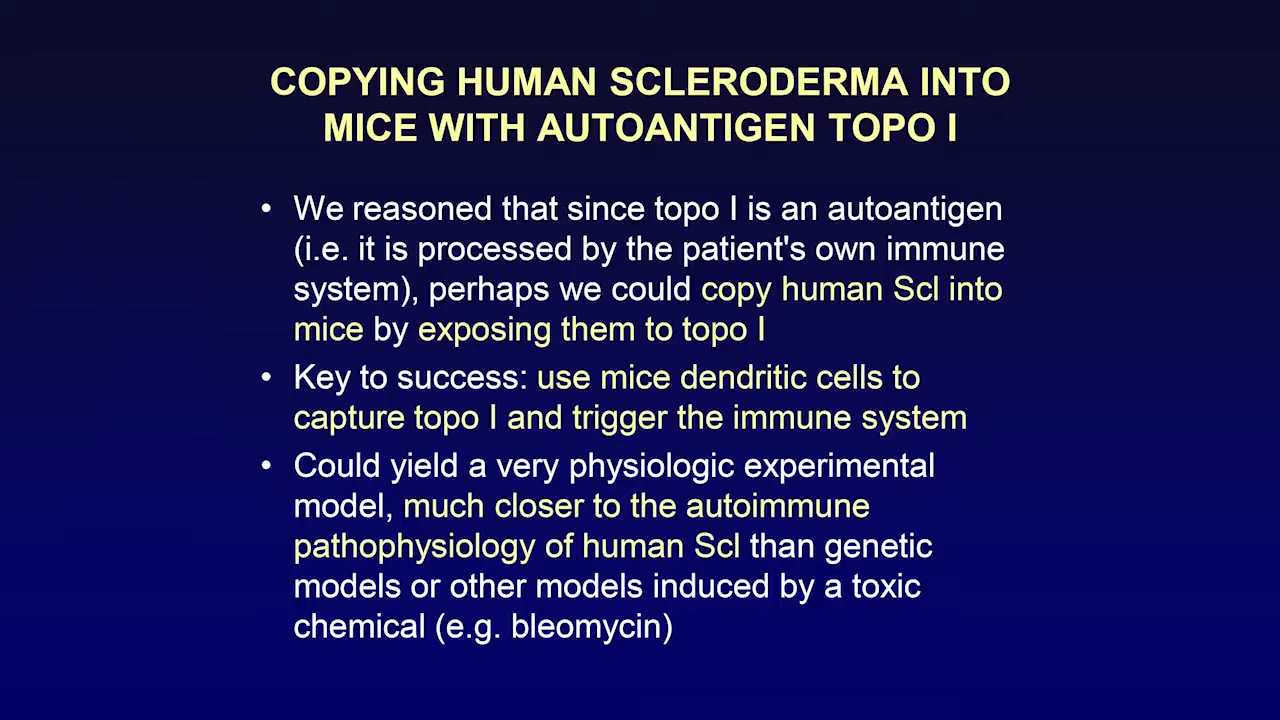 COPYING HUMAN SCLERODERMA INTO
MICE WITH AUTOANTIGEN TOPO I
• We reasoned that since topo I is an autoantigen
(i.e. it is processed by the patient's own immune
system), perhaps we could copy human Scl into
mice by exposing them to topo I
• Key to success: use mice dendritic cells to
capture topo I and trigger the immune system
• Could yield a very physiologic experimental
model, much closer to the autoimmune
pathophysiology of human Scl than genetic
models or other models induced by a toxic
chemical (e.g. bleomycin)